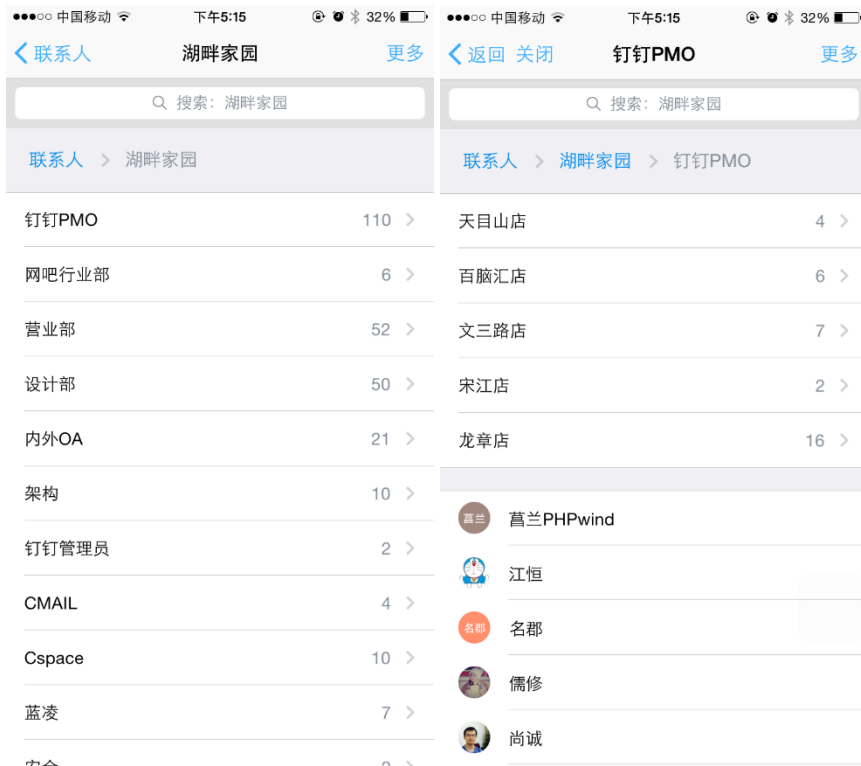 中国移动 下午5:15 32%
联系人 湖畔家园 更多
搜索：湖畔家园
联系人 > 湖畔家园
钉钉PMO 110
网吧行业部 6
营业部 52
设计部 50
内外OA 21
架构 10
钉钉管理员 2
CMAIL 4
Cspace 10
蓝凌 7
中国移动 下午5:15 32%
返回 关闭 钉钉PMO 更多
搜索：湖畔家园
联系人 > 湖畔家园 > 钉钉PMO
天目山店 4
百脑汇店 6
文三路店 7
宋江店 2
龙章店 16
菖兰 菖兰PHPwind
江恒
名郡 名郡
儒修
尚诚